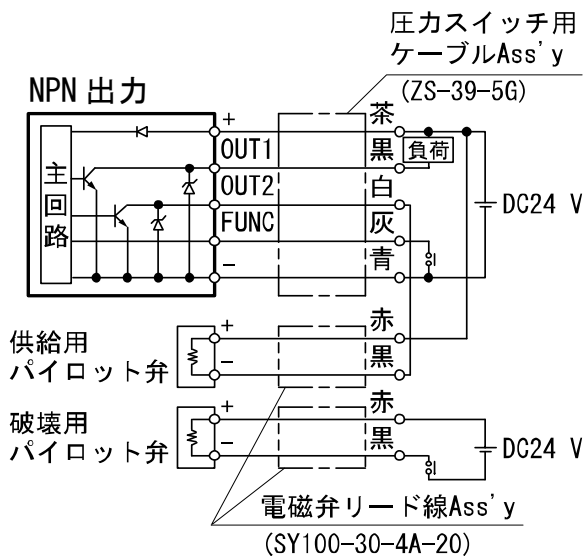 圧力スイッチ用
ケーブルAss'y
(ZS-39-5G)
NPN 出力
主回路
+
OUT1
OUT2
FUNC
-
茶
黒
白
灰
青
負荷
DC24 V
供給用
パイロット弁
+
-
赤
黒
破壊用
パイロット弁
+
-
赤
黒
DC24 V
電磁弁リード線Ass'y
(SY100-30-4A-20)